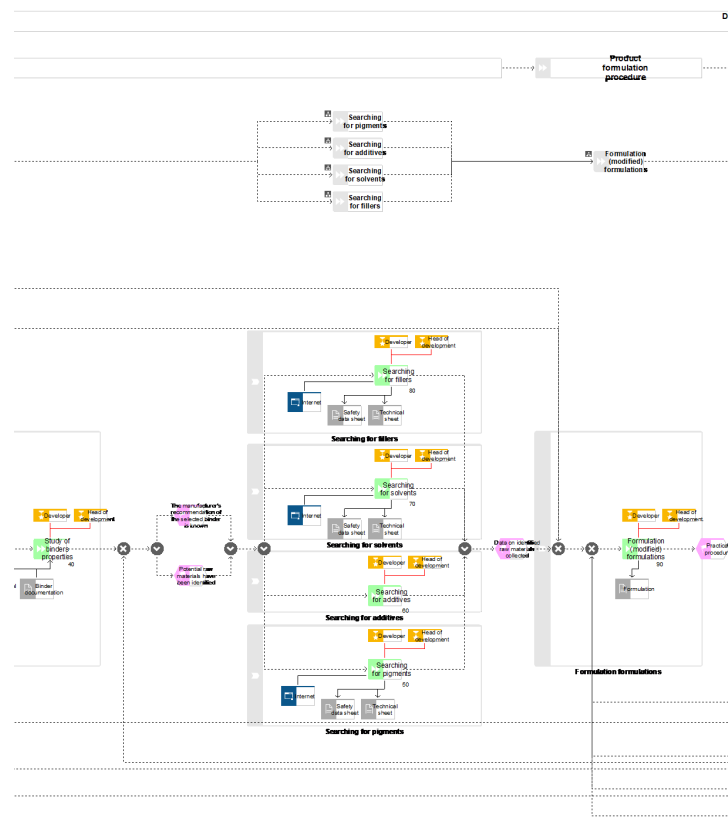 D
Product
formulation
procedure
Searching
for pigments
Searching
for additives
Searching
for solvents
Searching
for fillers
Formulation
(modified)
formulations
Developer
Head of
development
Searching
for fillers
80
Internet
Safety
data sheet
Technical
sheet
Searching for fillers
Developer
Head of
development
Searching
for solvents
70
Internet
Safety
data sheet
Technical
sheet
Searching for solvents
Developer
Head of
development
Study of
binders
properties
40
Binder
documentation
The manufacturer's
recommendation of
the selected binder
is known
Potential raw
materials have
been identified
Developer
Head of
development
Searching
for additives
60
Searching for additives
Data on identified
raw materials
collected
Developer
Head of
development
Formulation
(modified)
formulations
90
Formulation
Practical
procedur
Formulation formulations
Developer
Head of
development
Searching
for pigments
50
Internet
Safety
data sheet
Technical
sheet
Searching for pigments